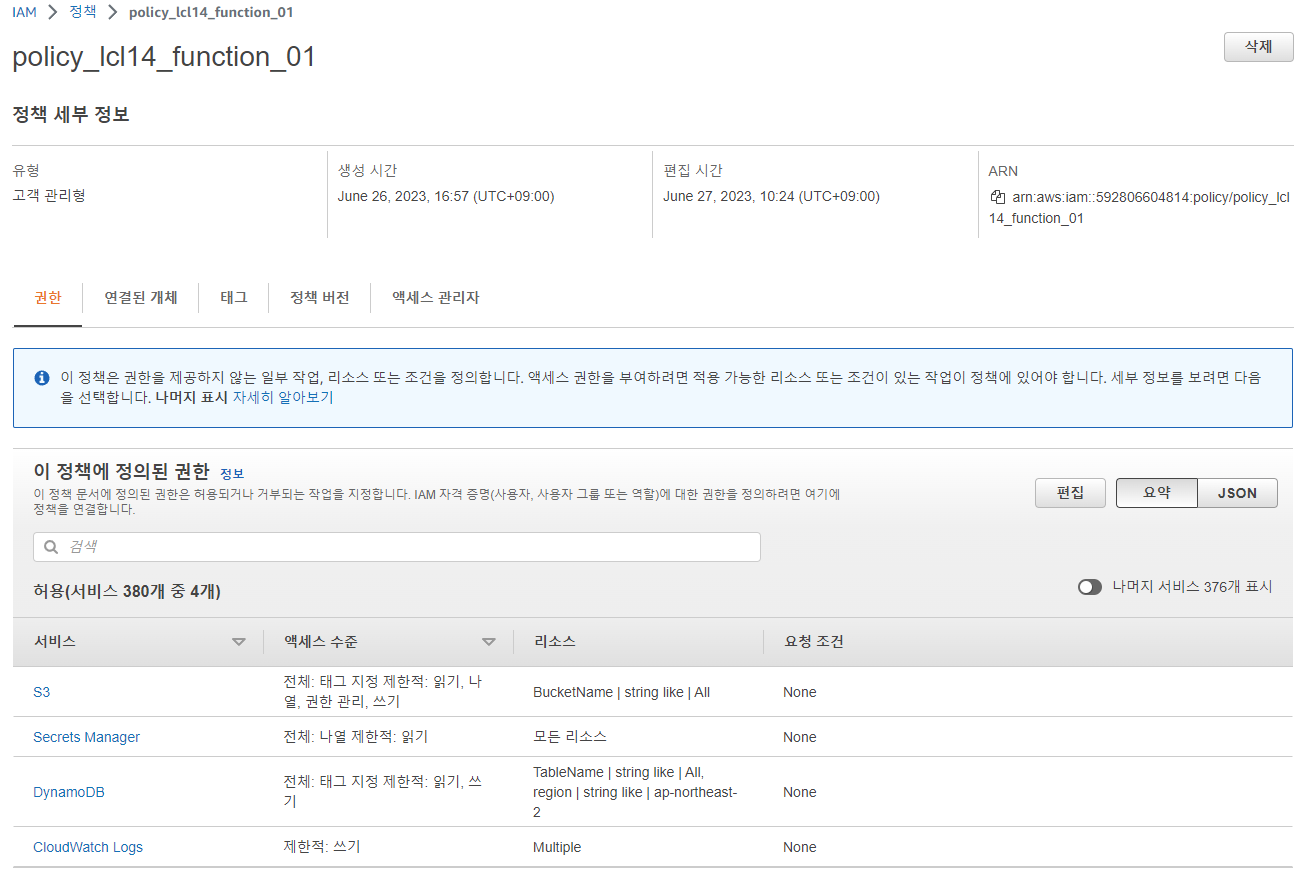 IAM > 정책 > policy_lcl14_function_01
policy_lcl14_function_01
삭제
정책 세부 정보
유형
고객 관리형
생성 시간
June 26, 2023, 16:57 (UTC+09:00)
편집 시간
June 27, 2023, 10:24 (UTC+09:00)
ARN
arn:aws:iam::592806604814:policy/policy_lcl
14_function_01
권한 연결된 개체 태그 정책 버전 액세스 관리자
이 정책은 권한을 제공하지 않는 일부 작업, 리소스 또는 조건을 정의합니다. 액세스 권한을 부여하려면 적용 가능한 리소스 또는 조건이 있는 작업이 정책에 있어야 합니다. 세부 정보를 보려면 다음
을 선택합니다. 나머지 표시 자세히 알아보기
이 정책에 정의된 권한 정보
이 정책 문서에 정의된 권한은 허용되거나 거부되는 작업을 지정합니다. IAM 자격 증명(사용자, 사용자 그룹 또는 역할)에 대한 권한을 정의하려면 여기에
정책을 연결합니다.
편집 요약 JSON
검색
허용(서비스 380개 중 4개)
나머지 서비스 376개 표시
서비스 액세스 수준 리소스 요청 조건
S3
전체: 태그 지정 제한적: 읽기, 나
열, 권한 관리, 쓰기
BucketName | string like | All
None
Secrets Manager
전체: 나열 제한적: 읽기
모든 리소스
None
DynamoDB
전체: 태그 지정 제한적: 읽기, 쓰
기
TableName | string like | All,
region | string like | ap-northeast-
2
None
CloudWatch Logs
제한적: 쓰기
Multiple
None